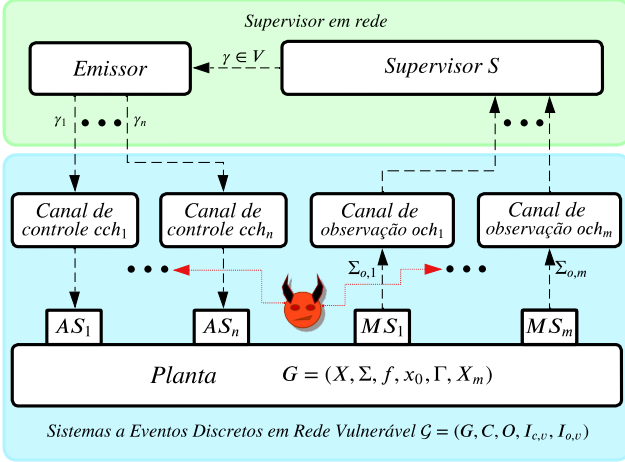 Supervisor em rede
Emissor
γ ∈ V
Supervisor S
γ₁
γₙ
Canal de
controle cch₁
Canal de
controle cchₙ
Canal de
observação och₁
Canal de
observação ochₘ
Σₒ,₁
Σₒ,ₘ
AS₁
ASₙ
MS₁
MSₘ
Planta
G = (X, Σ, f, x₀, Γ, Xₘ)
Sistemas a Eventos Discretos em Rede Vulnerável 𝒢 = (G, C, O, I_{c,v}, I_{o,v})